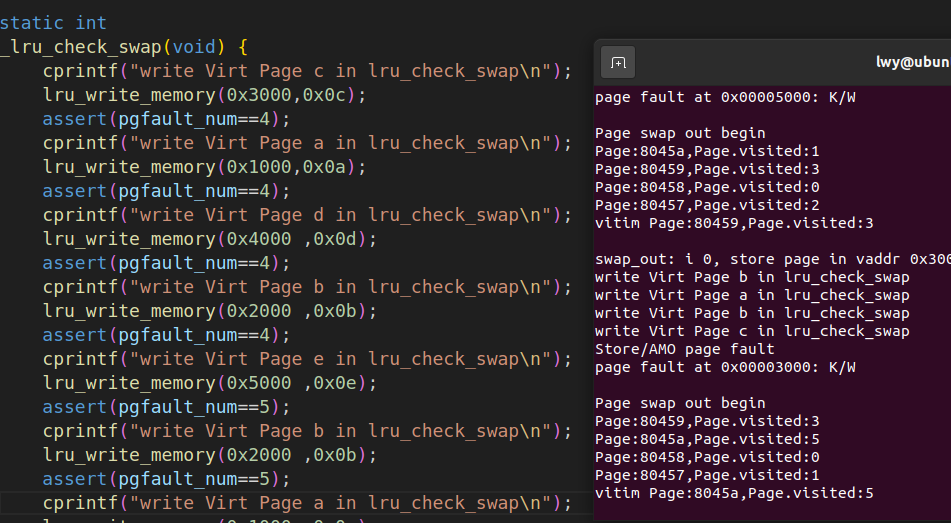 static int
_lru_check_swap(void) {
cprintf("write Virt Page c in lru_check_swap\n");
lru_write_memory(0x3000,0x0c);
assert(pgfault_num==4);
cprintf("write Virt Page a in lru_check_swap\n");
lru_write_memory(0x1000,0x0a);
assert(pgfault_num==4);
cprintf("write Virt Page d in lru_check_swap\n");
lru_write_memory(0x4000 ,0x0d);
assert(pgfault_num==4);
cprintf("write Virt Page b in lru_check_swap\n");
lru_write_memory(0x2000 ,0x0b);
assert(pgfault_num==4);
cprintf("write Virt Page e in lru_check_swap\n");
lru_write_memory(0x5000 ,0x0e);
assert(pgfault_num==5);
cprintf("write Virt Page b in lru_check_swap\n");
lru_write_memory(0x2000 ,0x0b);
assert(pgfault_num==5);
cprintf("write Virt Page a in lru_check_swap\n");
lwy@ubun
page fault at 0x00005000: K/W
Page swap out begin
Page:8045a,Page.visited:1
Page:80459,Page.visited:3
Page:80458,Page.visited:0
Page:80457,Page.visited:2
vitim Page:80459,Page.visited:3
swap_out: i 0, store page in vaddr 0x300
write Virt Page b in lru_check_swap
write Virt Page a in lru_check_swap
write Virt Page b in lru_check_swap
write Virt Page c in lru_check_swap
Store/AMO page fault
page fault at 0x00003000: K/W
Page swap out begin
Page:80459,Page.visited:3
Page:8045a,Page.visited:5
Page:80458,Page.visited:0
Page:80457,Page.visited:1
vitim Page:8045a,Page.visited:5